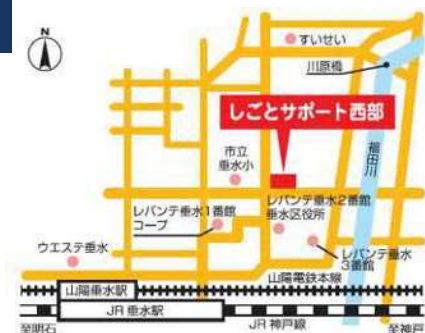 N
すいせい
川原橋
しごとサポート西部
福田川
市立
垂水小
レバンテ垂水1番館
コープ
レバンテ垂水2番館
垂水区役所
ウエステ垂水
レバンテ垂水
3番館
山陽電鉄本線
山陽垂水駅
JR 垂水駅
至明石
JR 神戸線
至神戸